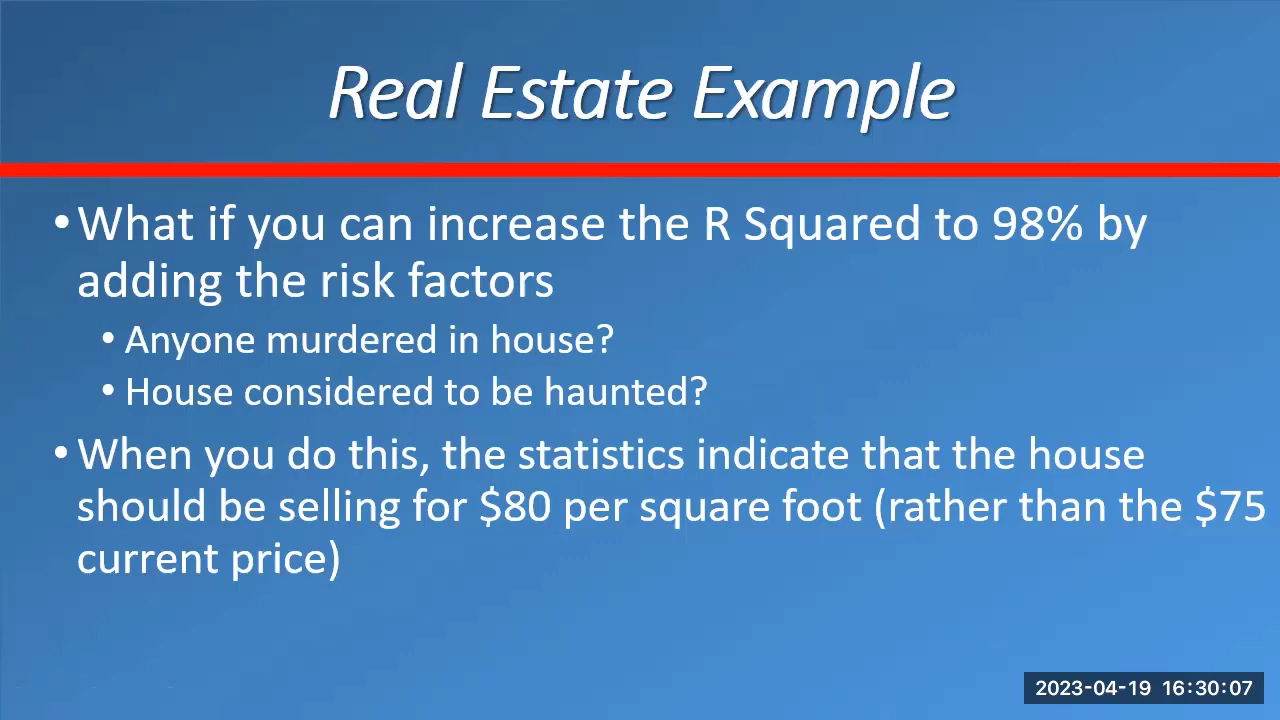 Real Estate Example
•What if you can increase the R Squared to 98% by
adding the risk factors
• Anyone murdered in house?
• House considered to be haunted?
•When you do this, the statistics indicate that the house
should be selling for $80 per square foot (rather than the $75
current price)
2023-04-19 16:30:07